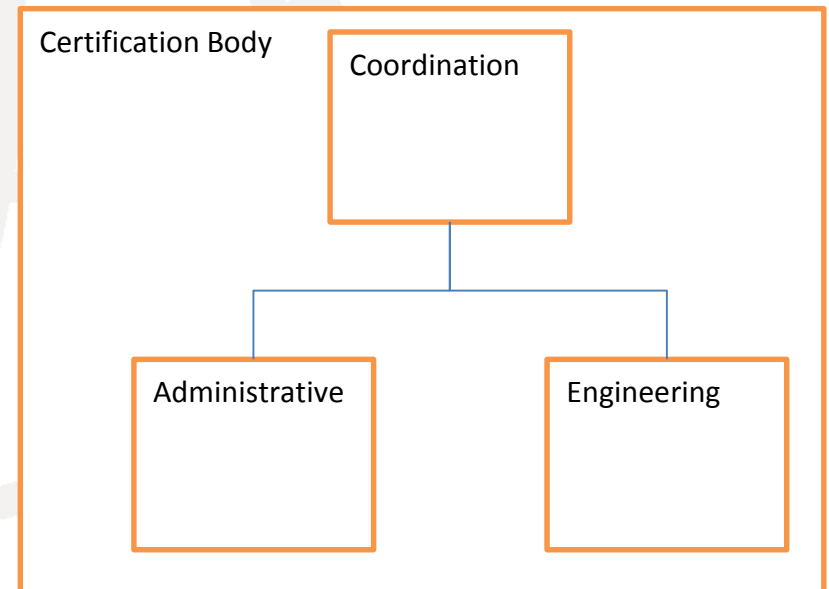 Certification Body
Coordination
Administrative
Engineering